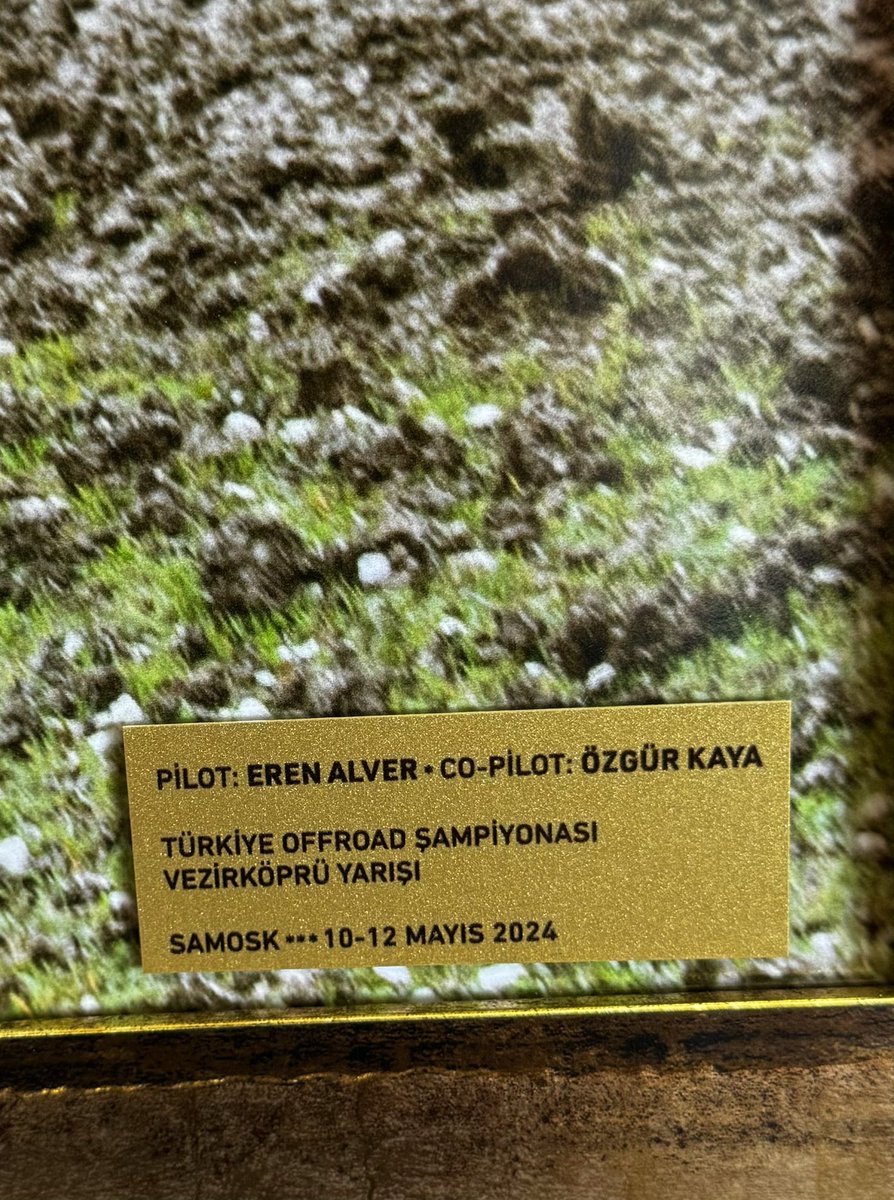 PİLOT: EREN ALVER • CO-PİLOT: ÖZGÜR KAYA
TÜRKİYE OFFROAD ŞAMPİYONASI
VEZİRKÖPRÜ YARIŞI
SAMOSK ••• 10-12 MAYIS 2024